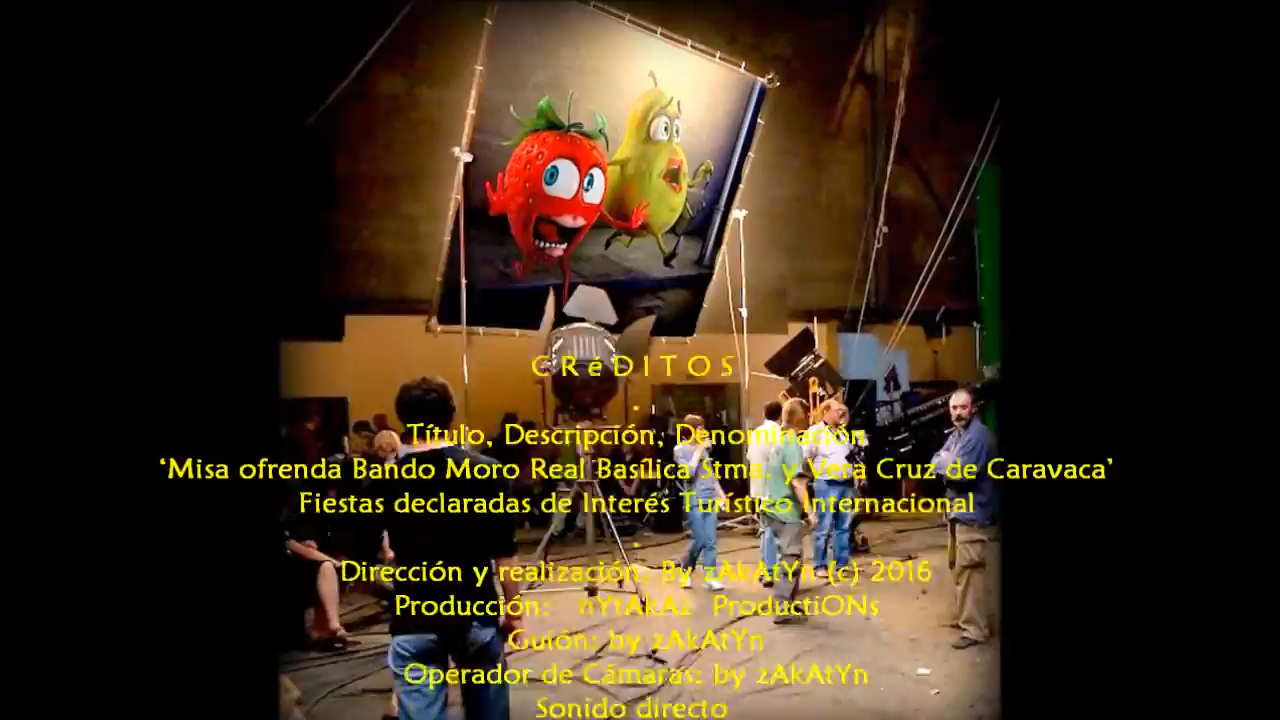 C R é D I T O S
Título, Descripción, Denominación
‘Misa ofrenda Bando Moro Real Basílica Stma. y Vera Cruz de Caravaca’
Fiestas declaradas de Interés Turístico Internacional
Dirección y realización: By zAkAtYn (c) 2016
Producción: nYtAkAz ProductiONs
Guión: by zAkAtYn
Operador de Cámaras: by zAkAtYn
Sonido directo